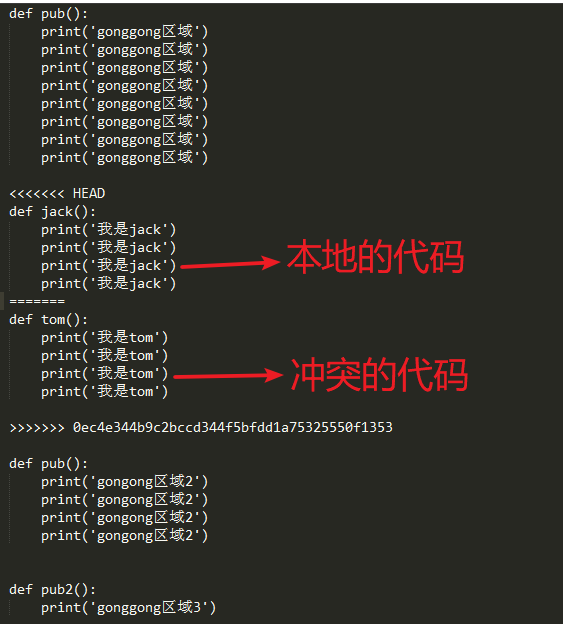 def pub():
    print('gonggong区域')
    print('gonggong区域')
    print('gonggong区域')
    print('gonggong区域')
    print('gonggong区域')
    print('gonggong区域')
    print('gonggong区域')
    print('gonggong区域')
<<<<<<< HEAD
def jack():
    print('我是jack')
    print('我是jack')
    print('我是jack') 本地的代码
    print('我是jack')
=======
def tom():
    print('我是tom')
    print('我是tom')
    print('我是tom') 冲突的代码
    print('我是tom')
>>>>>>> 0ec4e344b9c2bccd344f5bfdd1a75325550f1353
def pub():
    print('gongong区域2')
    print('gongong区域2')
    print('gongong区域2')
    print('gongong区域2')
def pub2():
    print('gonggong区域3')